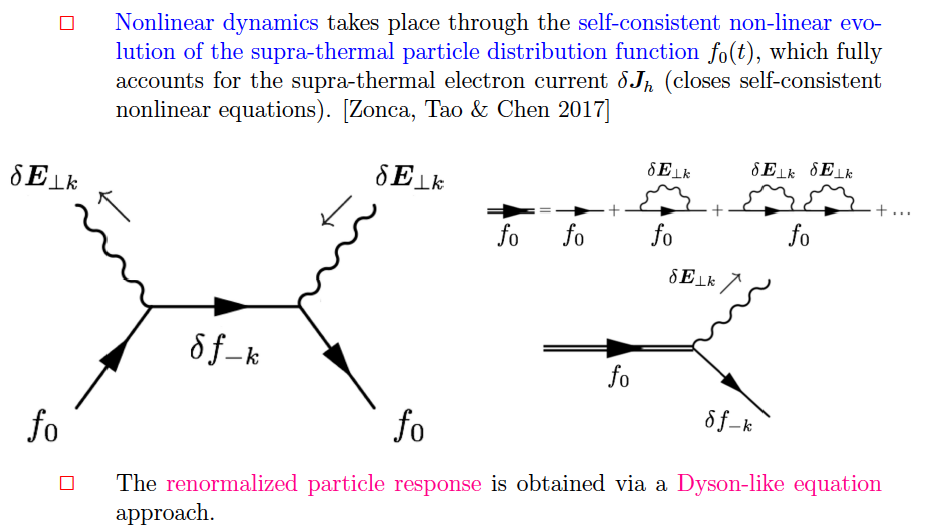 □ Nonlinear dynamics takes place through the self-consistent non-linear evo-
lution of the supra-thermal particle distribution function f₀(t), which fully
accounts for the supra-thermal electron current δJₕ (closes self-consistent
nonlinear equations). [Zonca, Tao & Chen 2017]
δE⊥k δE⊥k
δf₋k
f₀ f₀
δE⊥k δE⊥k δE⊥k
= + + + ...
f₀ f₀ f₀ f₀
δE⊥k
f₀
δf₋k
□ The renormalized particle response is obtained via a Dyson-like equation
approach.